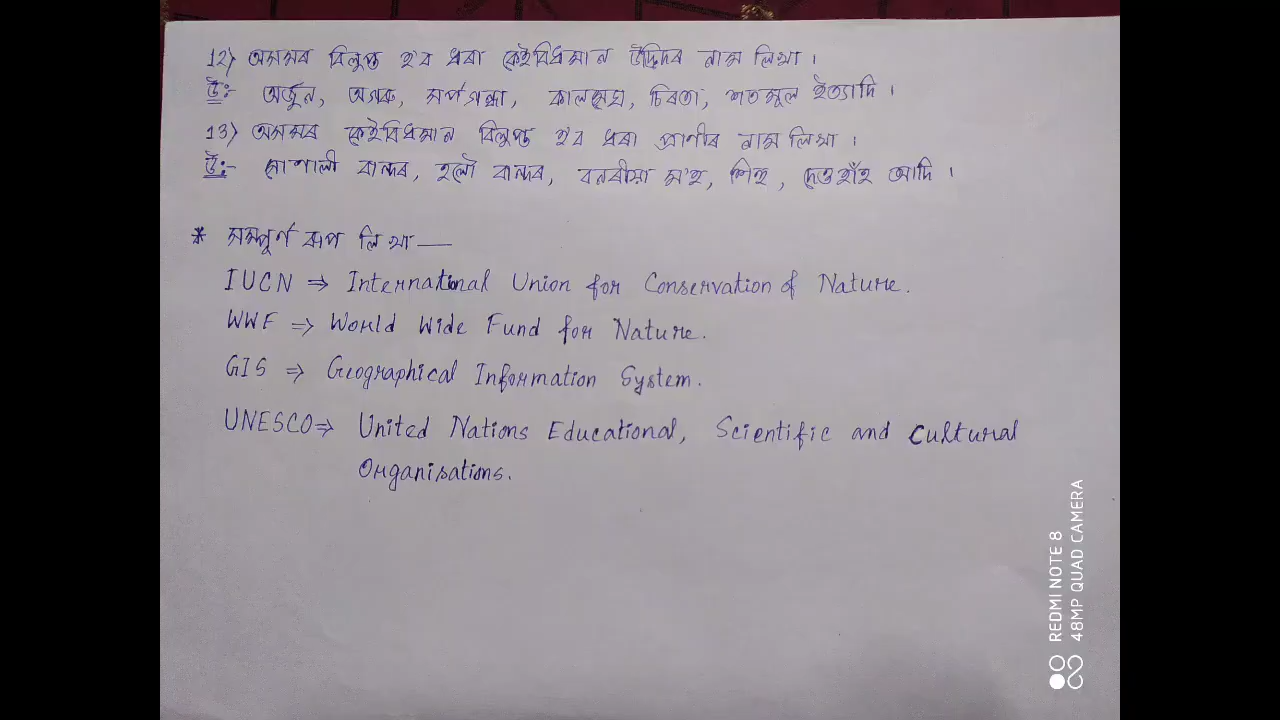 12) অসমৰ বিলুপ্ত হ'ব ধৰা কেইবিধমান উদ্ভিদৰ নাম লিখা ।
উঃ- অৰ্জুন, অগৰু, সৰ্পগন্ধা, কালমেঘ, চিৰতা, শতমূল ইত্যাদি ।
13) অসমৰ কেইবিধমান বিলুপ্ত হ'ব ধৰা প্ৰাণীৰ নাম লিখা ।
উঃ- সোণালী বান্দৰ, হলৌ বান্দৰ, বনৰীয়া ম'হ, শিহু, দেওহাঁহ আদি ।
* সম্পূৰ্ণ ৰূপ লিখা —
IUCN ⇒ International Union for Conservation of Nature.
WWF ⇒ World Wide Fund for Nature.
GIS ⇒ Geographical Information System.
UNESCO ⇒ United Nations Educational, Scientific and Cultural
Organisations.
REDMI NOTE 8
48MP QUAD CAMERA